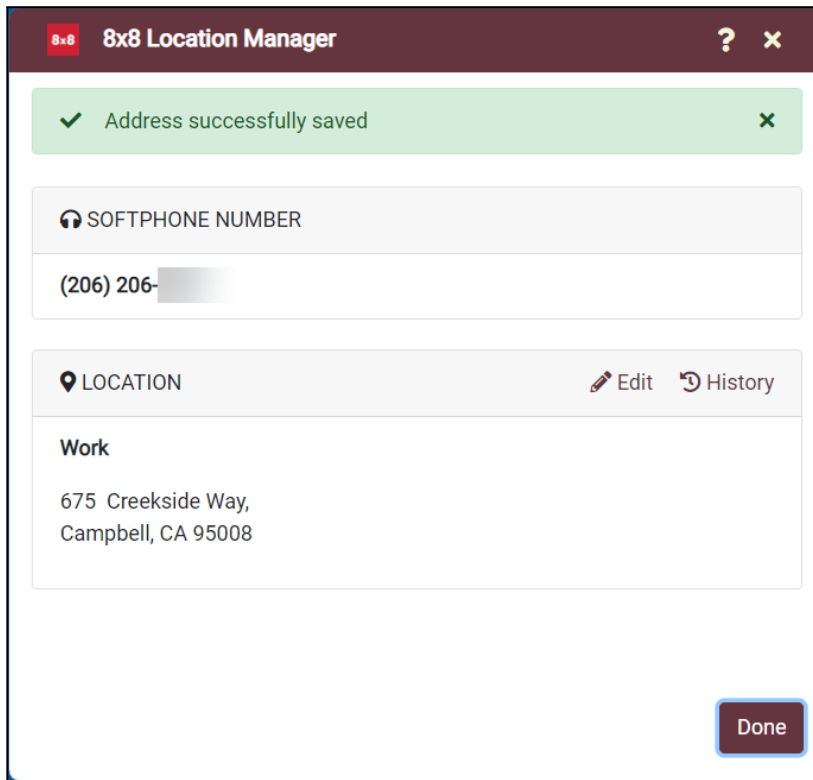 8x8 8x8 Location Manager ? ×
Address successfully saved ×
SOFTPHONE NUMBER
(206) 206-
LOCATION Edit History
Work
675 Creekside Way,
Campbell, CA 95008
Done